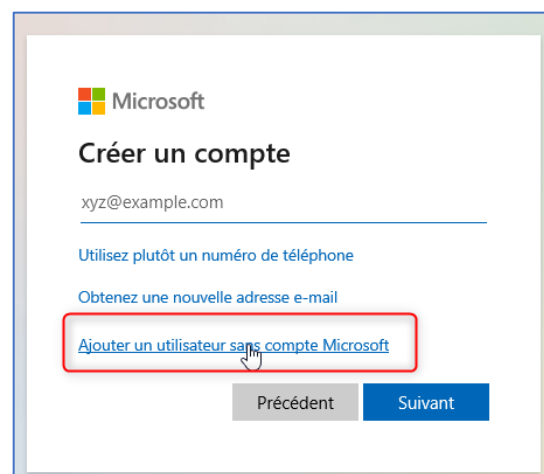 Microsoft
Créer un compte
xyz@example.com
Utilisez plutôt un numéro de téléphone
Obtenez une nouvelle adresse e-mail
Ajouter un utilisateur sans compte Microsoft
Précédent Suivant